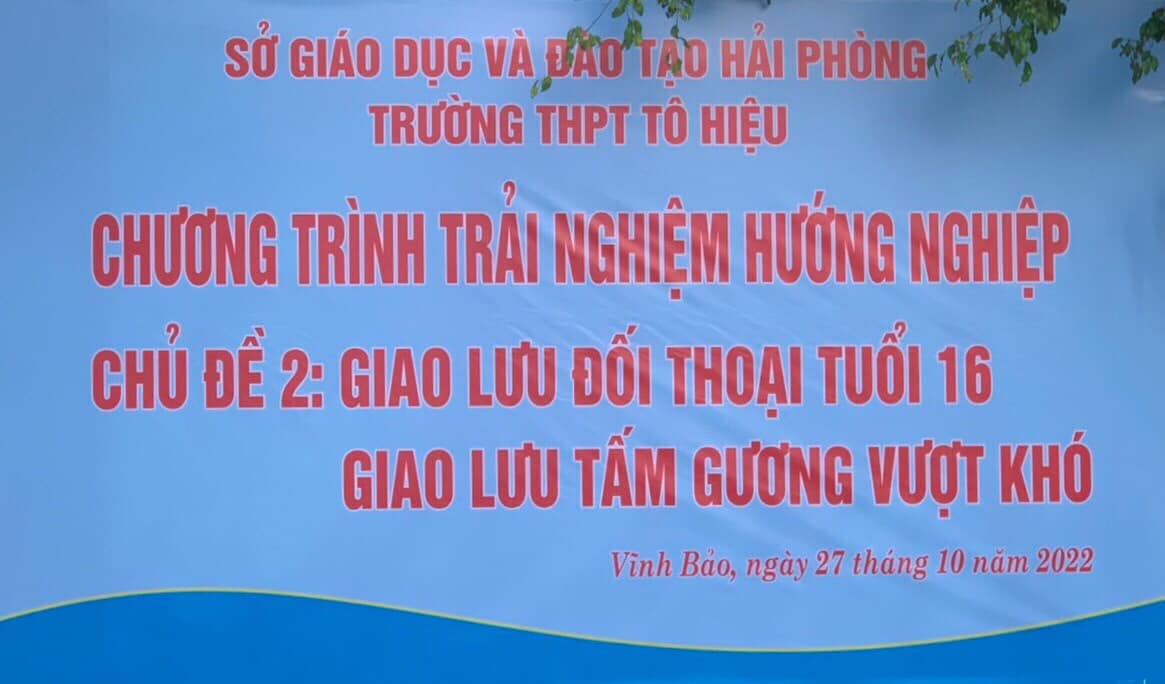 SỞ GIÁO DỤC VÀ ĐÀO TẠO HẢI PHÒNG
TRƯỜNG THPT TÔ HIỆU
CHƯƠNG TRÌNH TRẢI NGHIỆM HƯỚNG NGHIỆP
CHỦ ĐỀ 2: GIAO LƯU ĐỐI THOẠI TUỔI 16
GIAO LƯU TẤM GƯƠNG VƯỢT KHÓ
Vĩnh Bảo, ngày 27 tháng 10 năm 2022